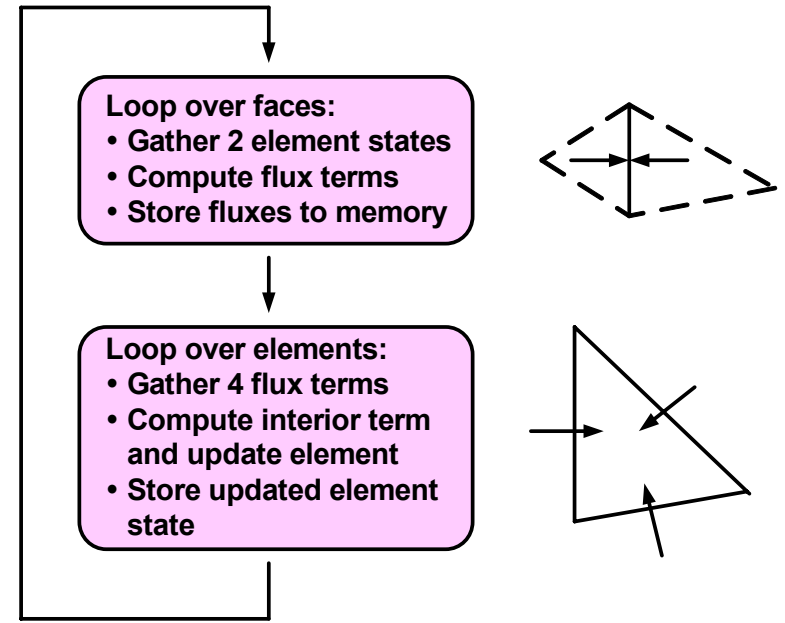 Loop over faces:
• Gather 2 element states
• Compute flux terms
• Store fluxes to memory
Loop over elements:
• Gather 4 flux terms
• Compute interior term
and update element
• Store updated element
state